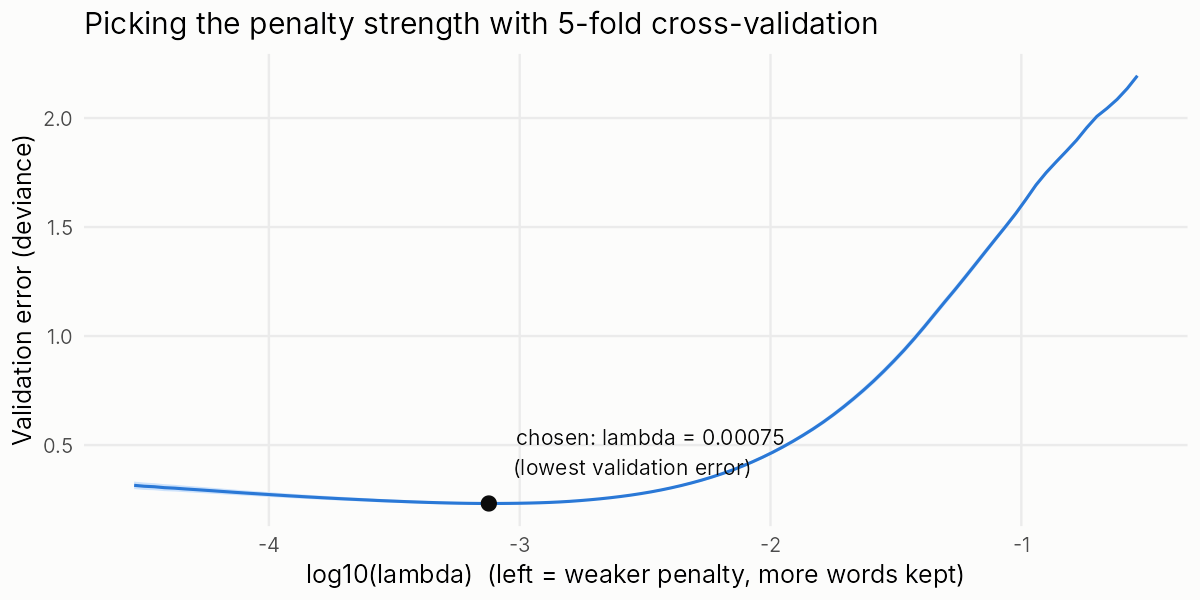 Picking the penalty strength with 5-fold cross-validation
Validation error (deviance)
2.0
1.5
1.0
0.5
chosen: lambda = 0.00075
(lowest validation error)
-4 -3 -2 -1
log10(lambda)  (left = weaker penalty, more words kept)